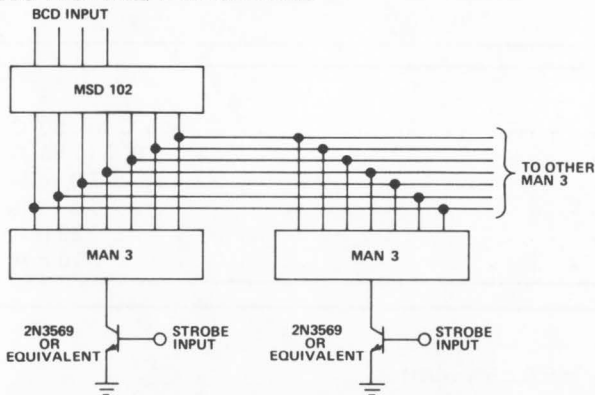 BCD INPUT
MSD 102
TO OTHER
MAN 3
MAN 3
MAN 3
2N3569
OR
EQUIVALENT
STROBE
INPUT
2N3569
OR
EQUIVALENT
STROBE
INPUT